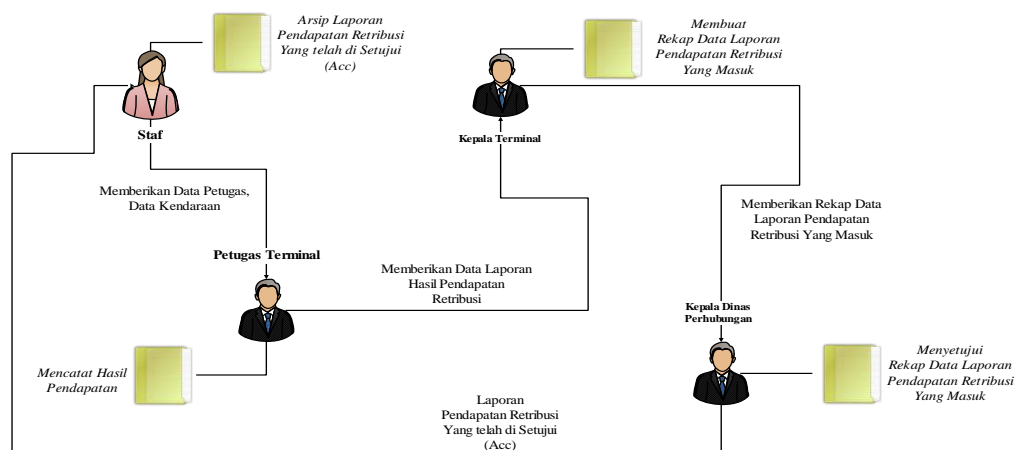 Arsip Laporan
Pendapatan Retribusi
Yang telah di Setujui
(Acc)
Membuat
Rekap Data Laporan
Pendapatan Retribusi
Yang Masuk
Staf
Kepala Terminal
Memberikan Data Petugas,
Data Kendaraan
Memberikan Rekap Data
Laporan Pendapatan
Retribusi Yang Masuk
Petugas Terminal
Memberikan Data Laporan
Hasil Pendapatan
Retribusi
Kepala Dinas
Perhubungan
Mencatat Hasil
Pendapatan
Menyetujui
Rekap Data Laporan
Pendapatan Retribusi
Yang Masuk
Laporan
Pendapatan Retribusi
Yang telah di Setujui
(Acc)